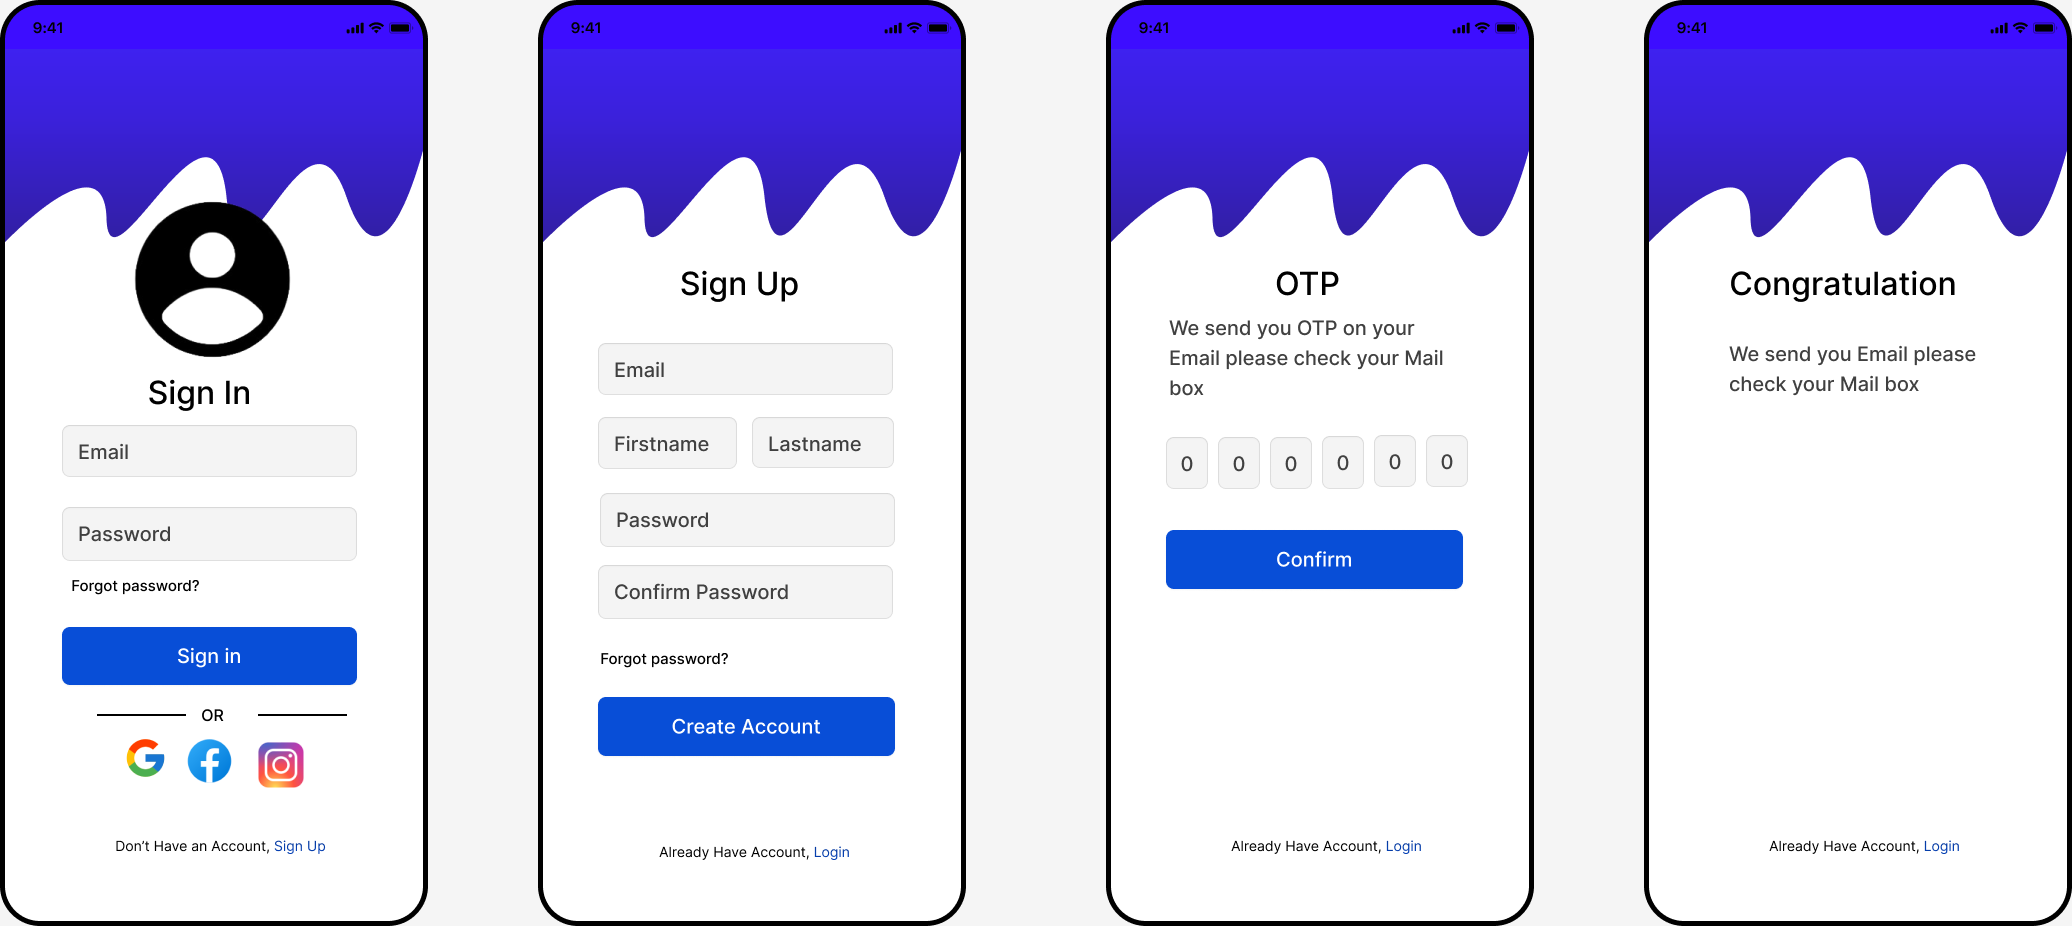 9:41
Sign In
Email
Password
Forgot password?
Sign in
OR
Don't Have an Account, Sign Up
9:41
Sign Up
Email
Firstname Lastname
Password
Confirm Password
Forgot password?
Create Account
Already Have Account, Login
9:41
OTP
We send you OTP on your
Email please check your Mail
box
0 0 0 0 0 0
Confirm
Already Have Account, Login
9:41
Congratulation
We send you Email please
check your Mail box
Already Have Account, Login